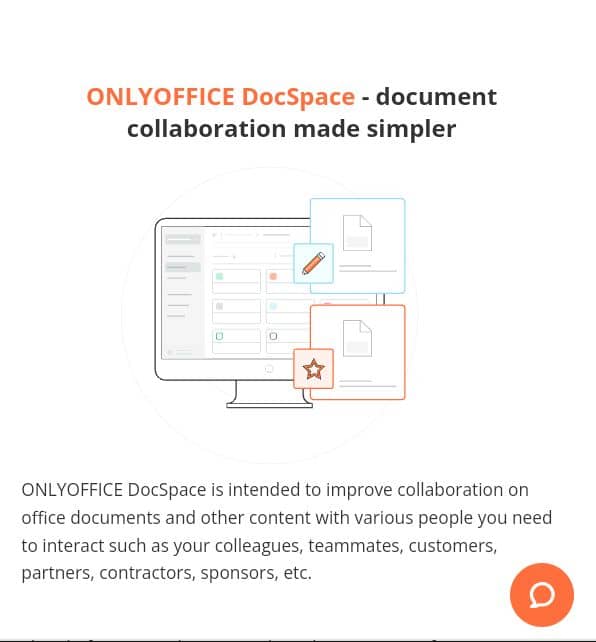 ONLYOFFICE DocSpace - document
collaboration made simpler
ONLYOFFICE DocSpace is intended to improve collaboration on
office documents and other content with various people you need
to interact such as your colleagues, teammates, customers,
partners, contractors, sponsors, etc.